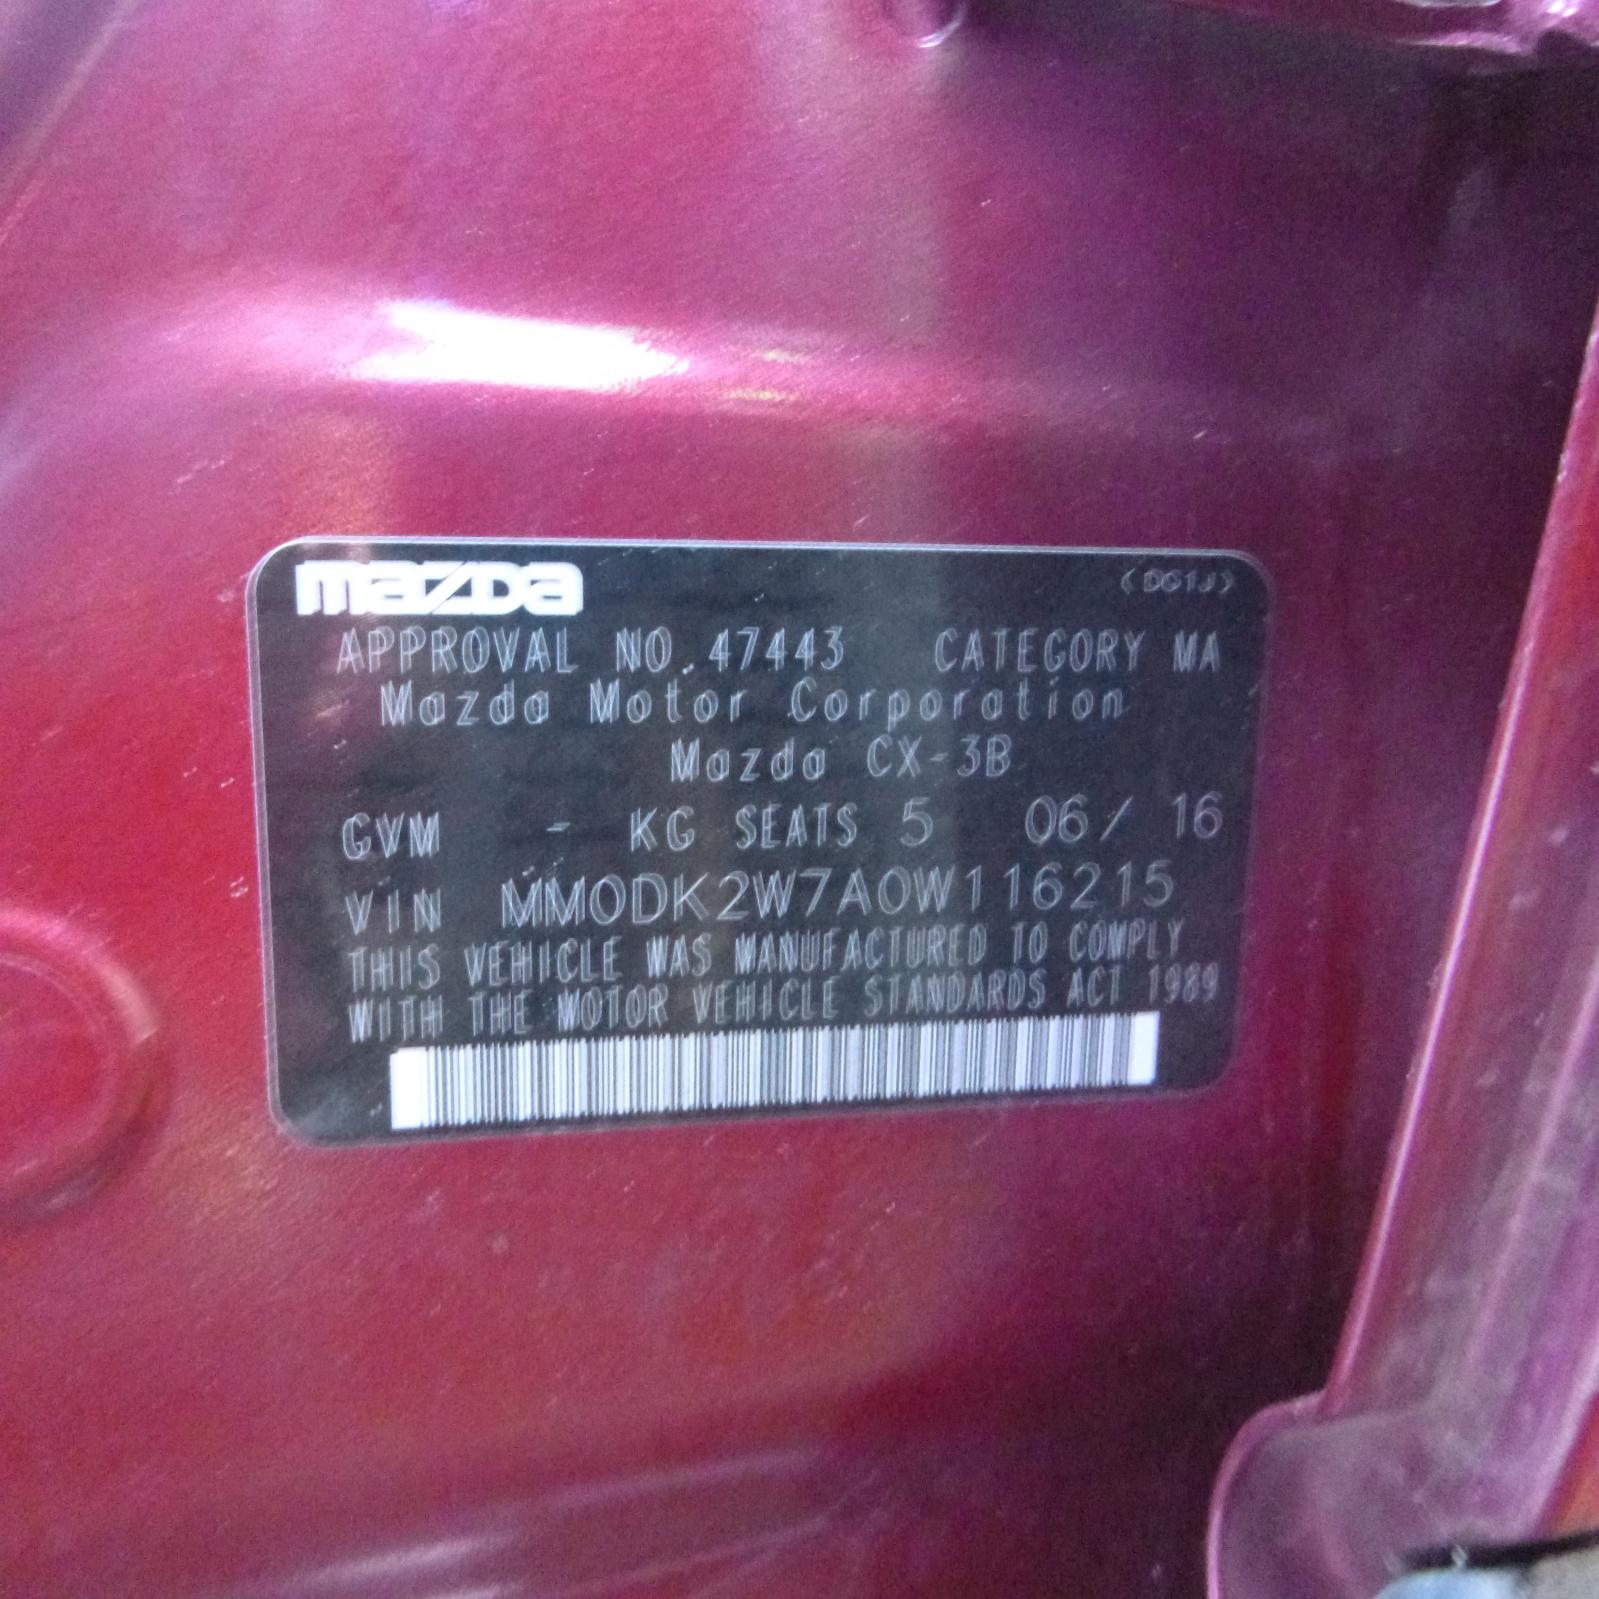 mazda (DG1J)
APPROVAL NO. 47443 CATEGORY MA
Mazda Motor Corporation
Mazda CX-3B
GVM - KG SEATS 5 06/ 16
VIN MM0DK2W7A0W116215
THIS VEHICLE WAS MANUFACTURED TO COMPLY
WITH THE MOTOR VEHICLE STANDARDS ACT 1989